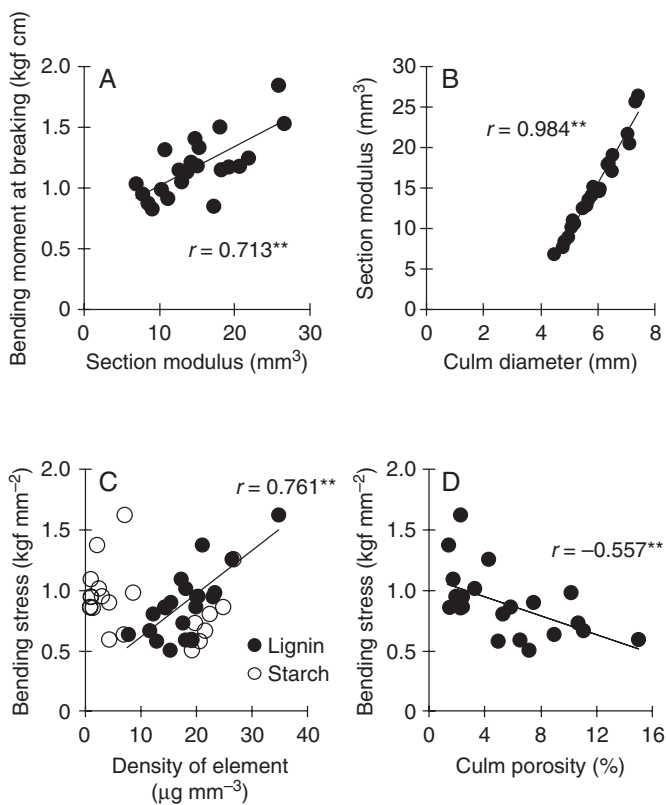 A
Bending moment at breaking (kgf cm)
2.0
1.5
1.0
0.5
0
r = 0.713**
0 10 20 30
Section modulus (mm³)
B
Section modulus (mm³)
30
25
20
15
10
5
0
r = 0.984**
0 2 4 6 8
Culm diameter (mm)
C
Bending stress (kgf mm⁻²)
2.0
1.5
1.0
0.5
0
r = 0.761**
Lignin
Starch
0 10 20 30 40
Density of element
(μg mm⁻³)
D
Bending stress (kgf mm⁻²)
2.0
1.5
1.0
0.5
0
r = −0.557**
0 4 8 12 16
Culm porosity (%)